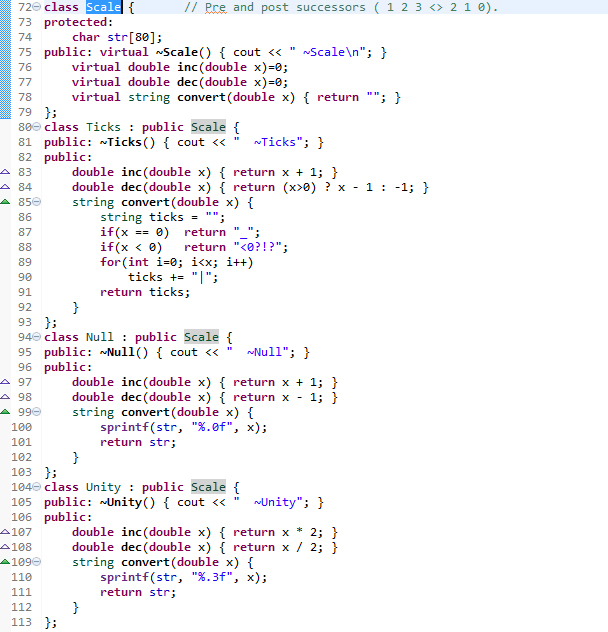 72 class Scale {       // Pre and post successors ( 1 2 3 <> 2 1 0).
73 protected:
74     char str[80];
75 public: virtual ~Scale() { cout << " ~Scale\n"; }
76     virtual double inc(double x)=0;
77     virtual double dec(double x)=0;
78     virtual string convert(double x) { return ""; }
79 };
80 class Ticks : public Scale {
81 public: ~Ticks() { cout << "   ~Ticks"; }
82 public:
83     double inc(double x) { return x + 1; }
84     double dec(double x) { return (x>0) ? x - 1 : -1; }
85     string convert(double x) {
86         string ticks = "";
87         if(x == 0)  return "_";
88         if(x < 0)   return "<0?!?";
89         for(int i=0; i<x; i++)
90             ticks += "|";
91         return ticks;
92     }
93 };
94 class Null : public Scale {
95 public: ~Null() { cout << "  ~Null"; }
96 public:
97     double inc(double x) { return x + 1; }
98     double dec(double x) { return x - 1; }
99     string convert(double x) {
100         sprintf(str, "%.0f", x);
101         return str;
102     }
103 };
104 class Unity : public Scale {
105 public: ~Unity() { cout << "   ~Unity"; }
106 public:
107     double inc(double x) { return x * 2; }
108     double dec(double x) { return x / 2; }
109     string convert(double x) {
110         sprintf(str, "%.3f", x);
111         return str;
112     }
113 };